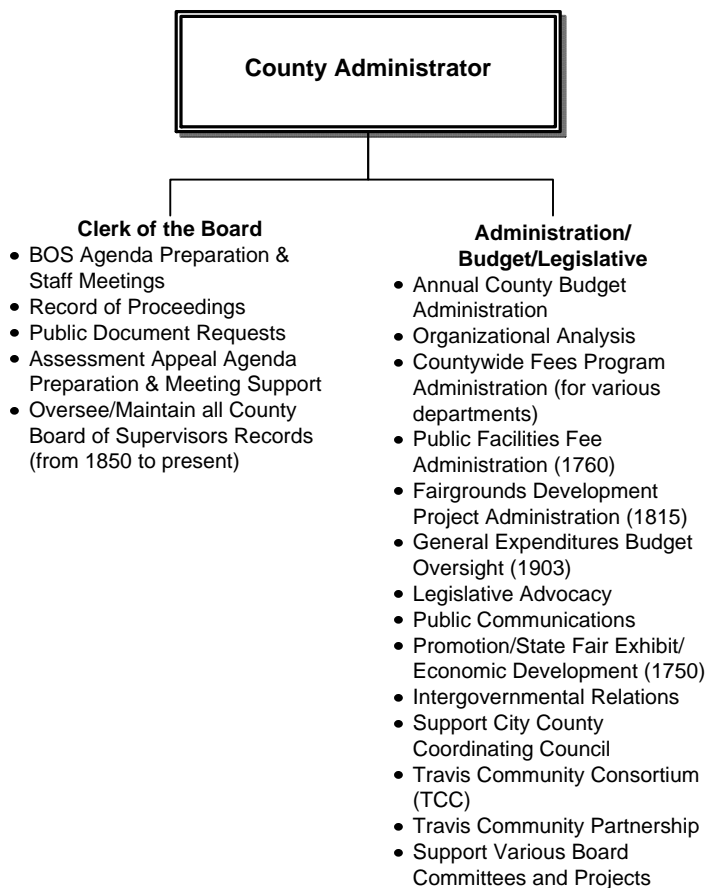 County Administrator
Clerk of the Board
• BOS Agenda Preparation &
Staff Meetings
• Record of Proceedings
• Public Document Requests
• Assessment Appeal Agenda
Preparation & Meeting Support
• Oversee/Maintain all County
Board of Supervisors Records
(from 1850 to present)
Administration/
Budget/Legislative
• Annual County Budget
Administration
• Organizational Analysis
• Countywide Fees Program
Administration (for various
departments)
• Public Facilities Fee
Administration (1760)
• Fairgrounds Development
Project Administration (1815)
• General Expenditures Budget
Oversight (1903)
• Legislative Advocacy
• Public Communications
• Promotion/State Fair Exhibit/
Economic Development (1750)
• Intergovernmental Relations
• Support City County
Coordinating Council
• Travis Community Consortium
(TCC)
• Travis Community Partnership
• Support Various Board
Committees and Projects